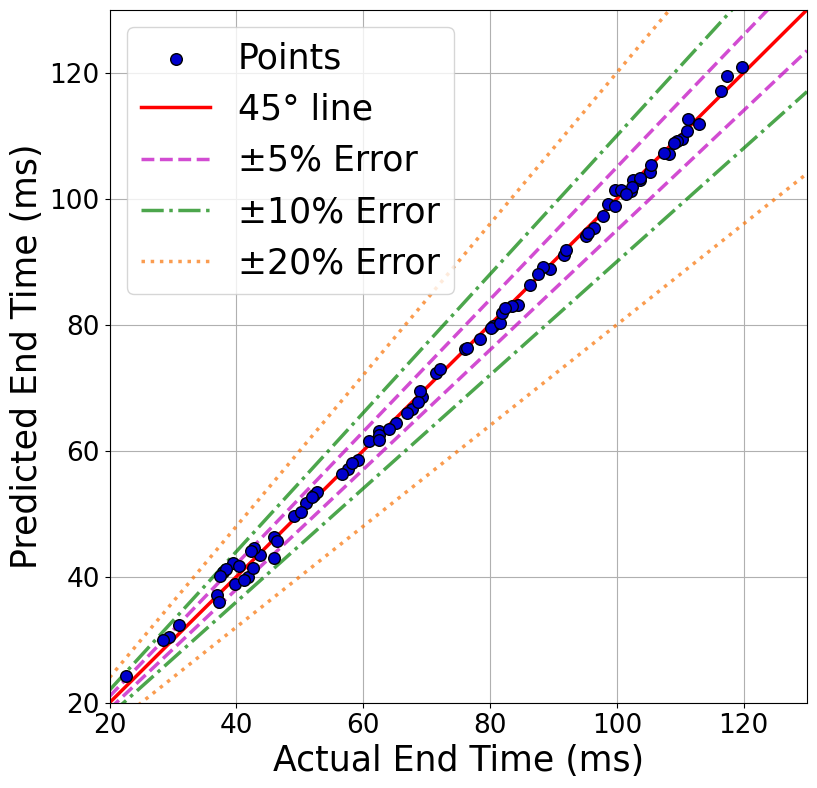 Points
45° line
±5% Error
±10% Error
±20% Error
Predicted End Time (ms)
120
100
80
60
40
20
20 40 60 80 100 120
Actual End Time (ms)